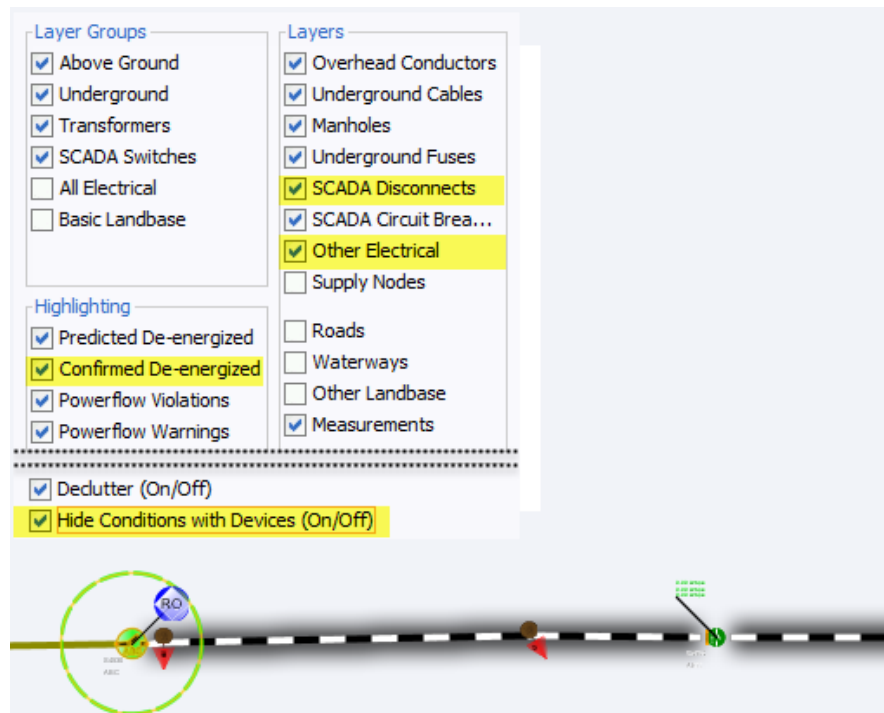 Layer Groups
Above Ground
Underground
Transformers
SCADA Switches
All Electrical
Basic Landbase
Highlighting
Predicted De-energized
Confirmed De-energized
Powerflow Violations
Powerflow Warnings
Layers
Overhead Conductors
Underground Cables
Manholes
Underground Fuses
SCADA Disconnects
SCADA Circuit Brea...
Other Electrical
Supply Nodes
Roads
Waterways
Other Landbase
Measurements
Declutter (On/Off)
Hide Conditions with Devices (On/Off)
RO
ABC